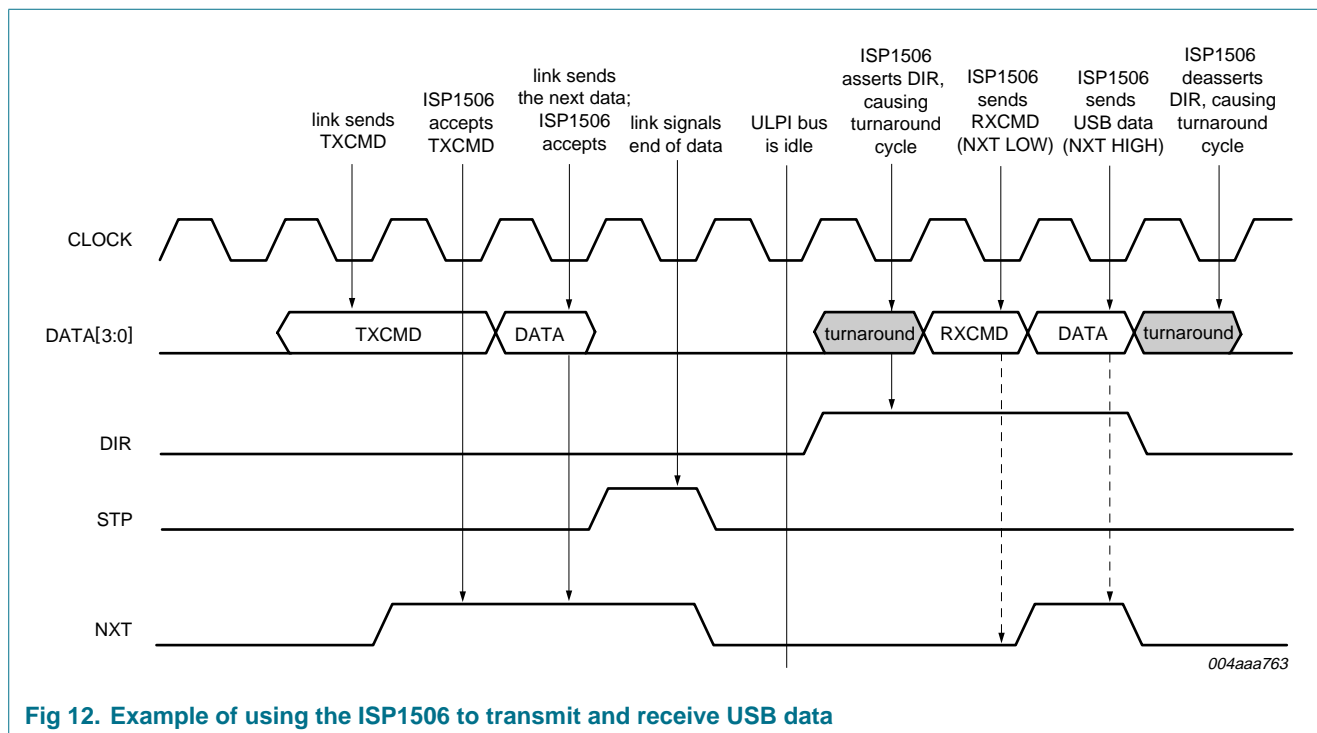 link sends
TXCMD
ISP1506
accepts
TXCMD
link sends
the next data;
ISP1506
accepts
link signals
end of data
ULPI bus
is idle
ISP1506
asserts DIR,
causing
turnaround
cycle
ISP1506
sends
RXCMD
(NXT LOW)
ISP1506
sends
USB data
(NXT HIGH)
ISP1506
deasserts
DIR, causing
turnaround
cycle
CLOCK
DATA[3:0]
TXCMD
DATA
turnaround
RXCMD
DATA
turnaround
DIR
STP
NXT
004aaa763
Fig 12. Example of using the ISP1506 to transmit and receive USB data